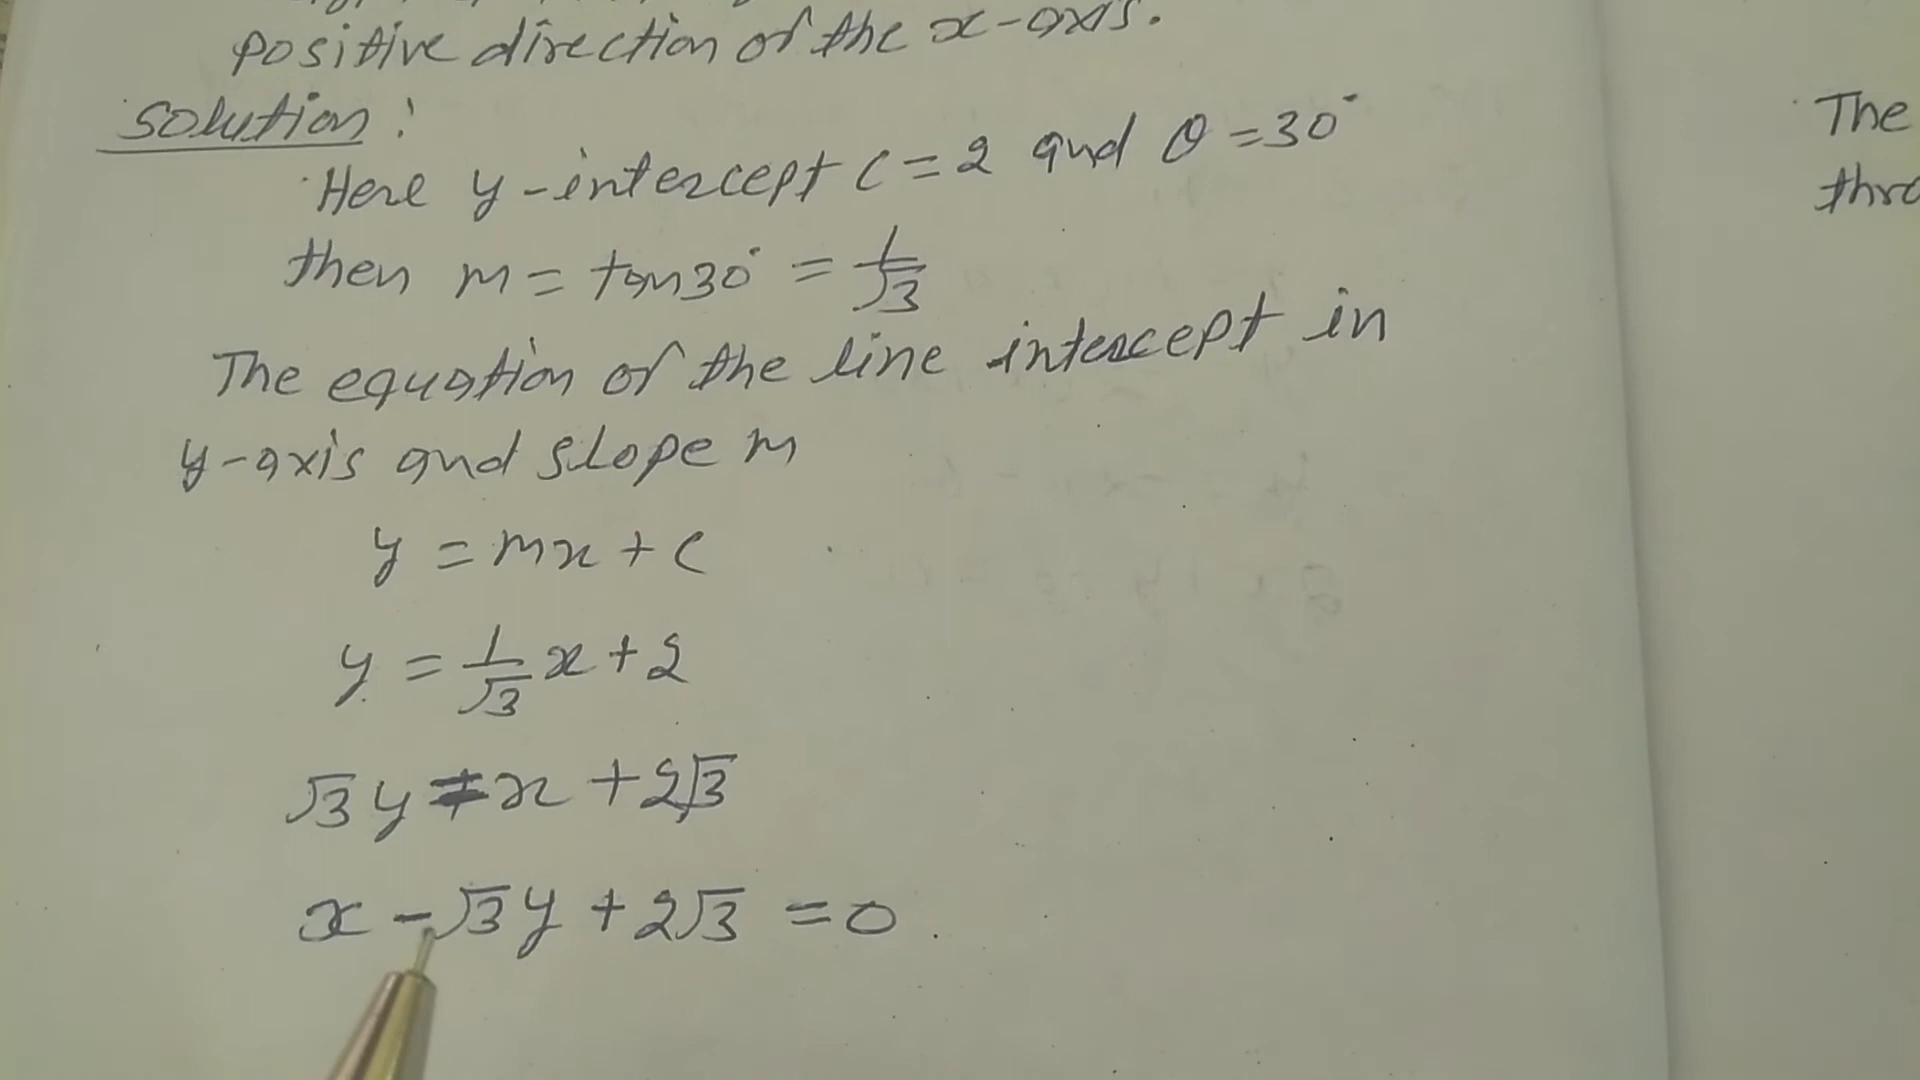 positive direction of the x-axis.
Solution:
Here y-intercept c = 2 and θ = 30°
then m = tan30° = 1/√3
The equation of the line intercept in
y-axis and slope m
y = mx + c
y = 1/√3 x + 2
√3 y = x + 2√3
x - √3 y + 2√3 = 0
The